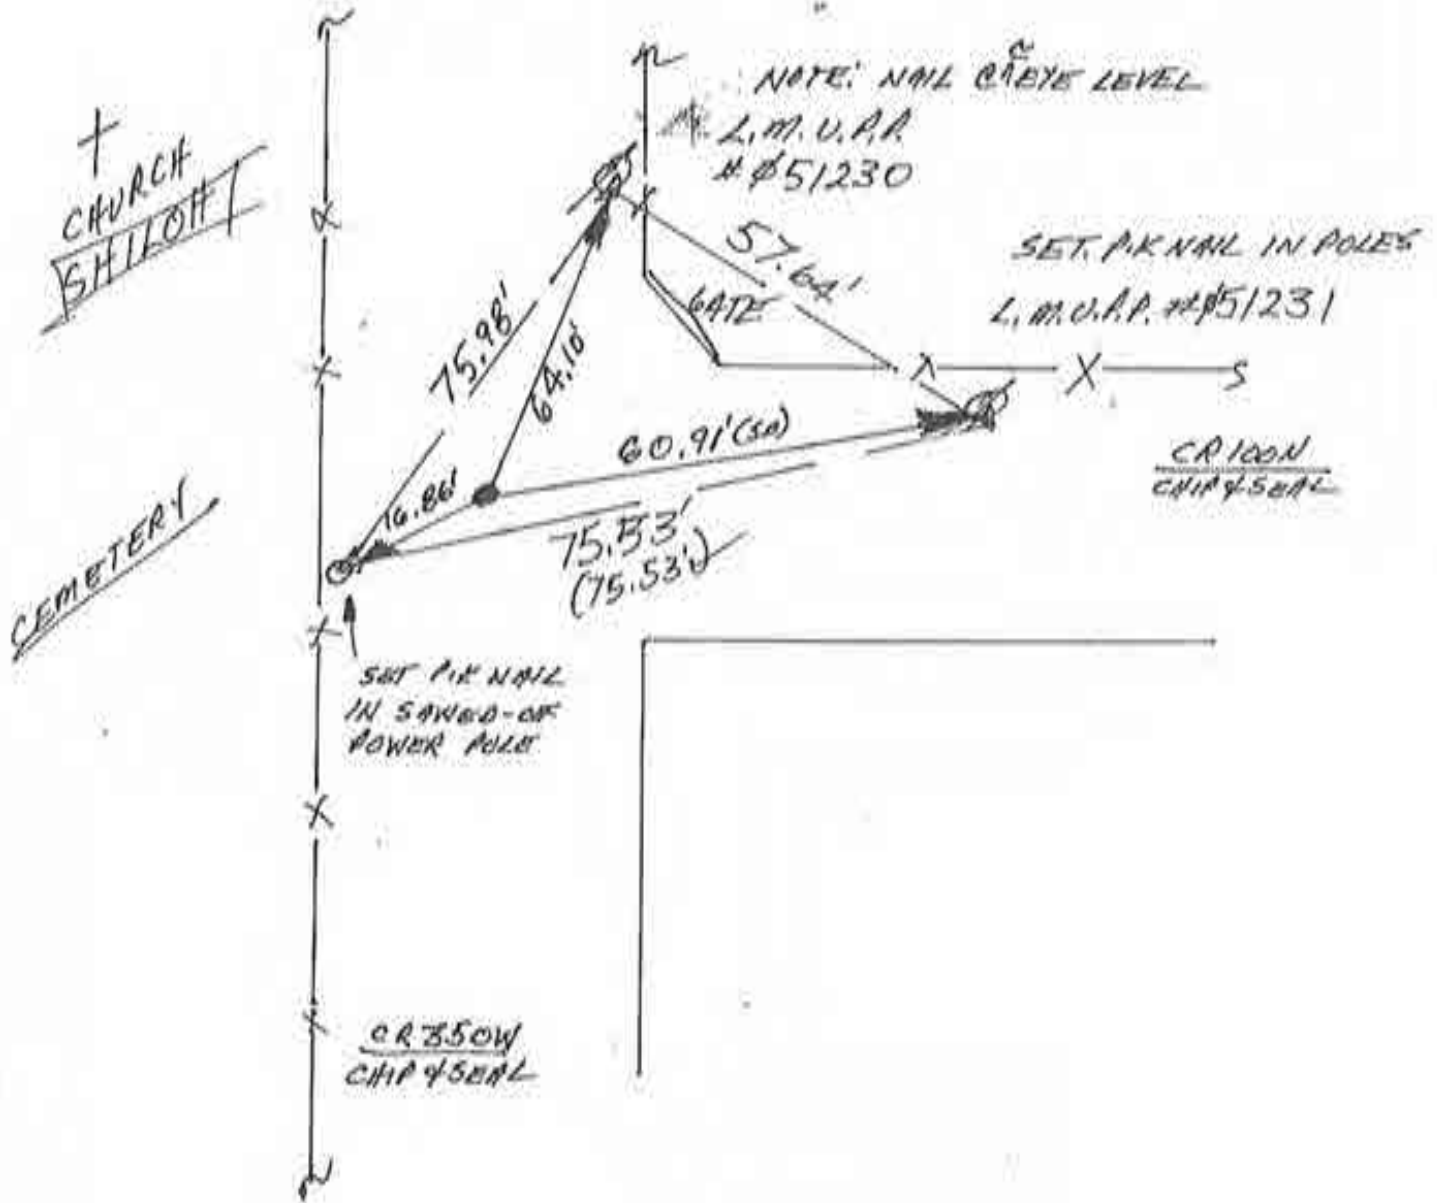 NOTE: NAIL @ EYE LEVEL
L.M.U.P.P.
# Ø51230
CHURCH
SHILOH
57.64'
SET. P.K NAIL IN POLES
L.M.U.P.P. #Ø51231
GATE
75.98'
64.10'
60.91' (SA)
CR 100N
CHIP & SEAL
16.86'
75.53'
(75.53')
CEMETERY
SET P.K NAIL
IN SAWED-OFF
POWER POLE
CR 350W
CHIP & SEAL